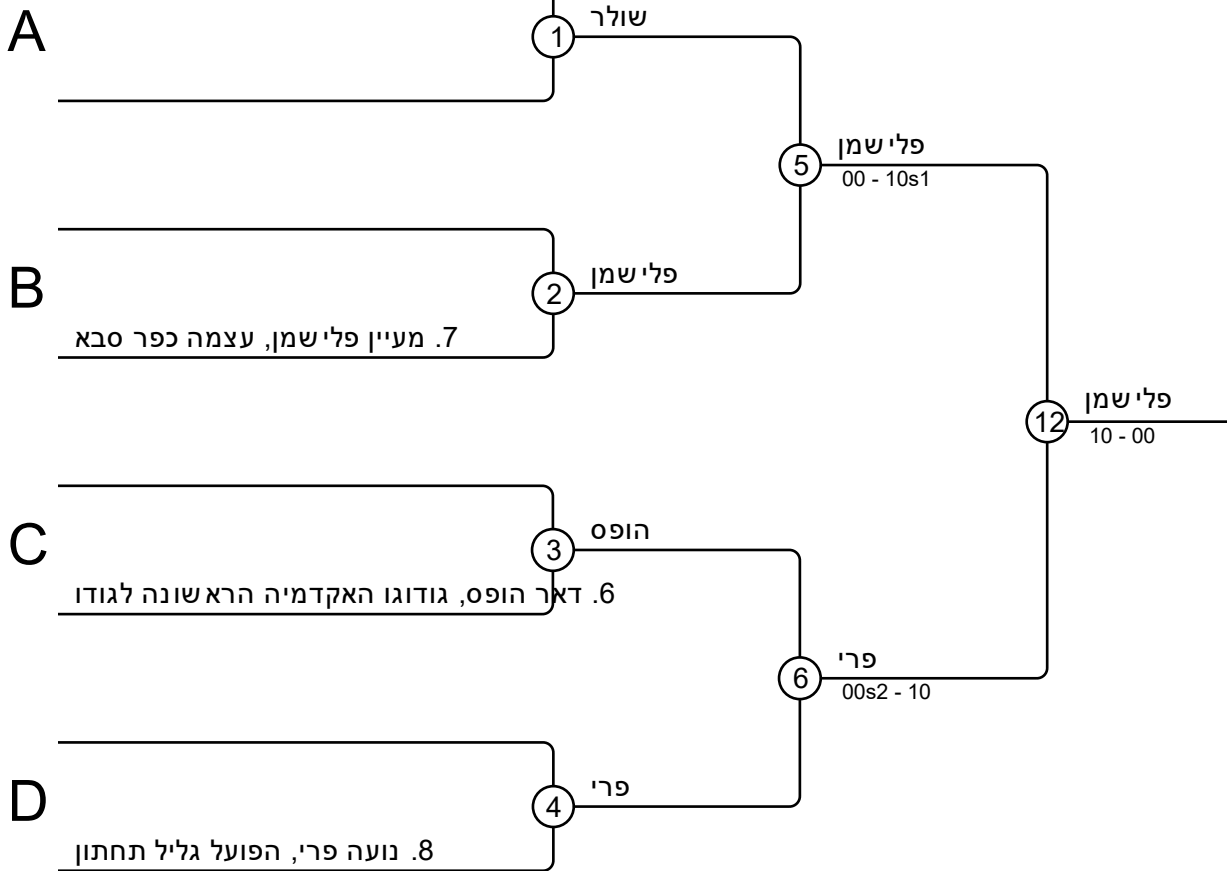 A
1
שולר
5
פלישמן
00 - 10s1
B
2
פלישמן
7. מעיין פלישמן, עצמה כפר סבא
12
פלישמן
10 - 00
C
3
הופס
6. דאר הופס, גודוגו האקדמיה הראשונה לגודו
6
פרי
00s2 - 10
D
4
פרי
8. נועה פרי, הפועל גליל תחתון